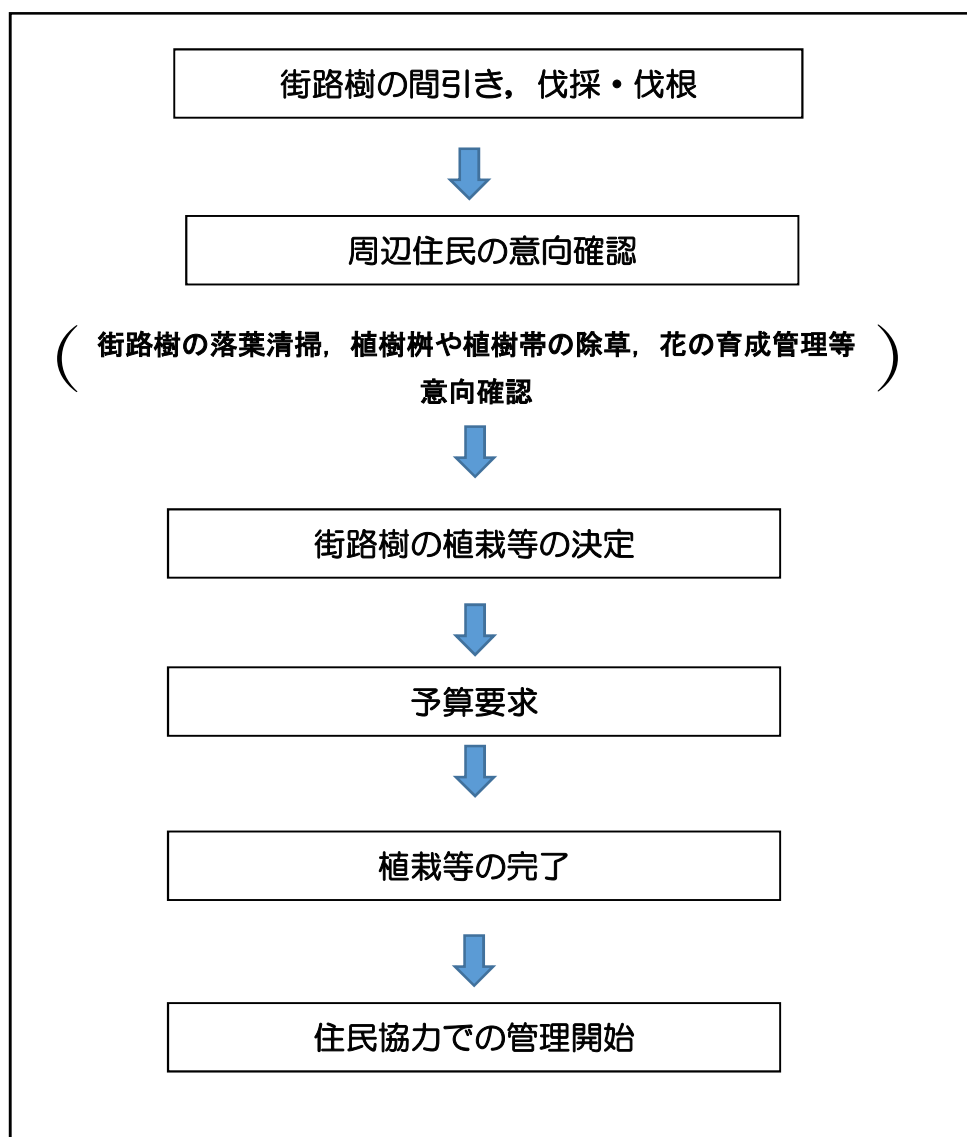 街路樹の間引き，伐採・伐根
周辺住民の意向確認
街路樹の落葉清掃，植樹桝や植樹帯の除草，花の育成管理等
意向確認
街路樹の植栽等の決定
予算要求
植栽等の完了
住民協力での管理開始